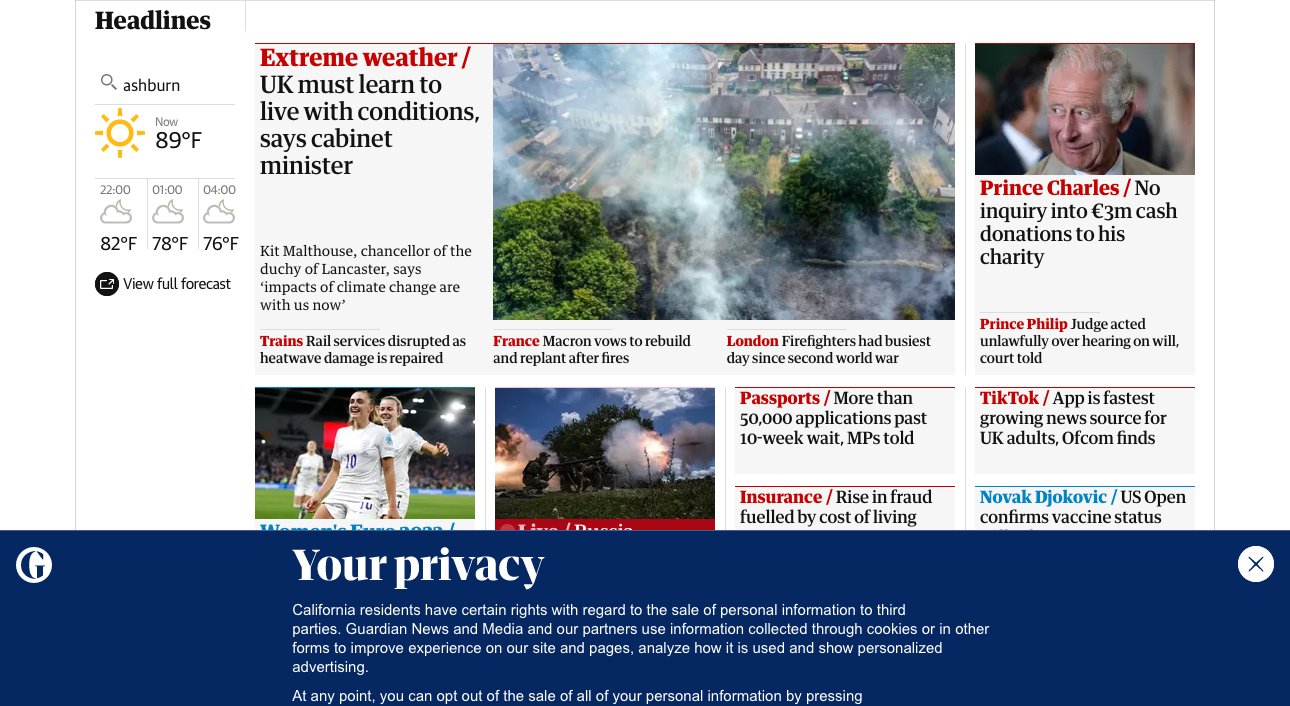 Headlines
ashburn
Now
89°F
22:00
01:00
04:00
82°F
78°F
76°F
View full forecast
Extreme weather /
UK must learn to
live with conditions,
says cabinet
minister
Kit Malthouse, chancellor of the
duchy of Lancaster, says
‘impacts of climate change are
with us now’
Trains Rail services disrupted as
heatwave damage is repaired
France Macron vows to rebuild
and replant after fires
London Firefighters had busiest
day since second world war
Prince Charles / No
inquiry into €3m cash
donations to his
charity
Prince Philip Judge acted
unlawfully over hearing on will,
court told
10
Women's Euro 2022 /
Live / Russia
Passports / More than
50,000 applications past
10-week wait, MPs told
Insurance / Rise in fraud
fuelled by cost of living
TikTok / App is fastest
growing news source for
UK adults, Ofcom finds
Novak Djokovic / US Open
confirms vaccine status
G
Your privacy
California residents have certain rights with regard to the sale of personal information to third
parties. Guardian News and Media and our partners use information collected through cookies or in other
forms to improve experience on our site and pages, analyze how it is used and show personalized
advertising.
At any point, you can opt out of the sale of all of your personal information by pressing